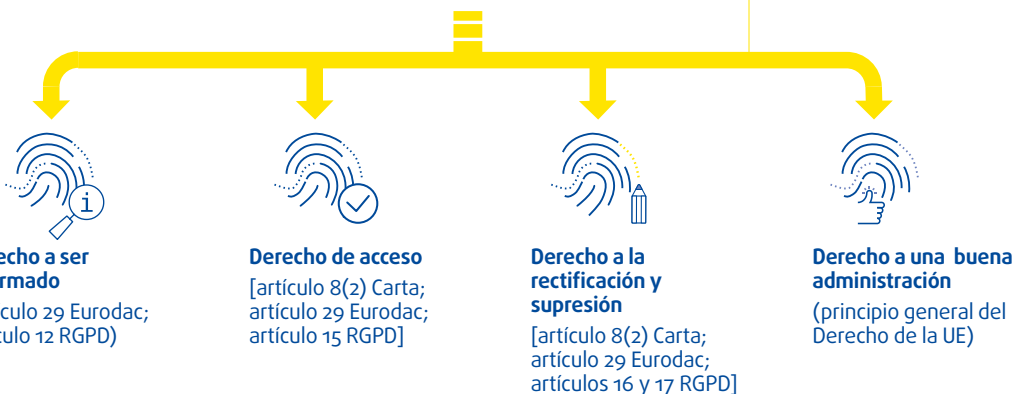 echo a ser
rmado
culo 29 Eurodac;
ulo 12 RGPD)
Derecho de acceso
[artículo 8(2) Carta;
artículo 29 Eurodac;
artículo 15 RGPD]
Derecho a la
rectificación y
supresión
[artículo 8(2) Carta;
artículo 29 Eurodac;
artículos 16 y 17 RGPD]
Derecho a una buena
administración
(principio general del
Derecho de la UE)